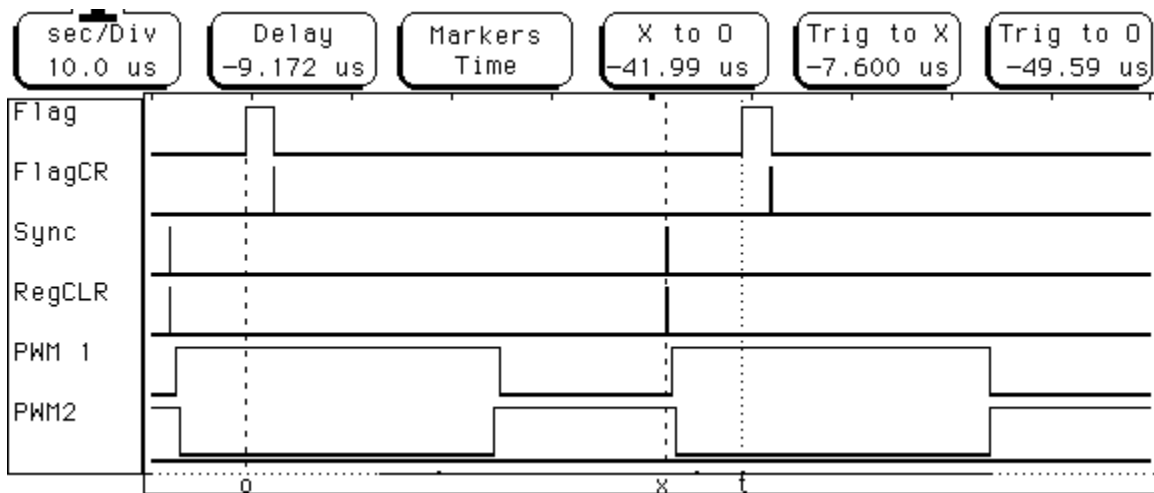 sec/Div
10.0 us
Delay
-9.172 us
Markers
Time
X to O
-41.99 us
Trig to X
-7.600 us
Trig to O
-49.59 us
Flag
FlagCR
Sync
RegCLR
PWM 1
PWM2
o
x
t